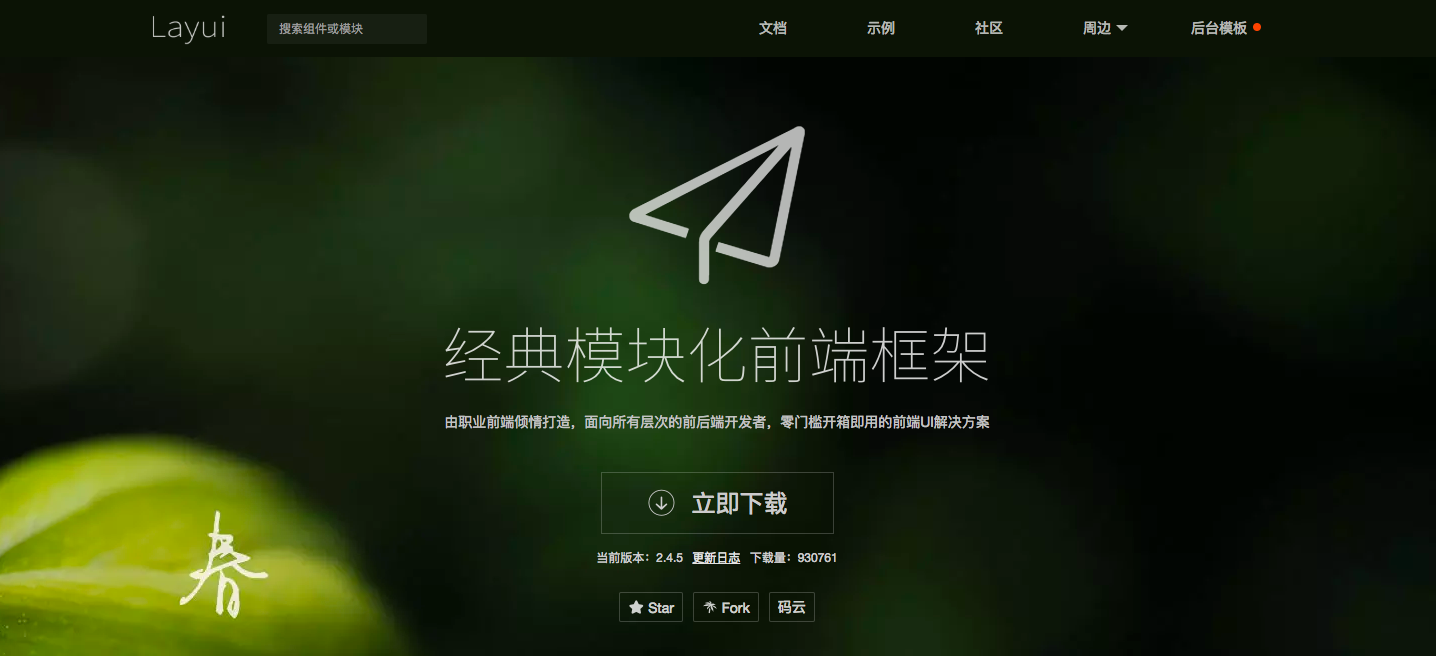 Layui 搜索组件或模块 文档 示例 社区 周边 后台模板
经典模块化前端框架
由职业前端倾情打造，面向所有层次的前后端开发者，零门槛开箱即用的前端UI解决方案
立即下载
当前版本：2.4.5 更新日志 下载量：930761
春
Star Fork 码云